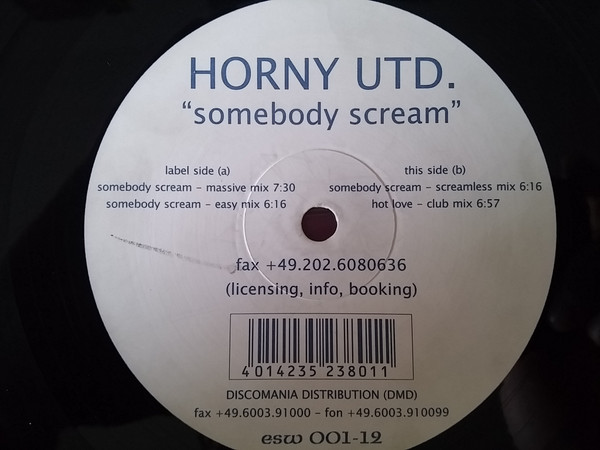 HORNY UTD.
“somebody scream”
label side (a)
somebody scream – massive mix 7:30
somebody scream – easy mix 6:16
this side (b)
somebody scream – screamless mix 6:16
hot love – club mix 6:57
fax +49.202.6080636
(licensing, info, booking)
4 014235 238011
DISCOMANIA DISTRIBUTION (DMD)
fax +49.6003.91000 – fon +49.6003.910099
esw 001-12